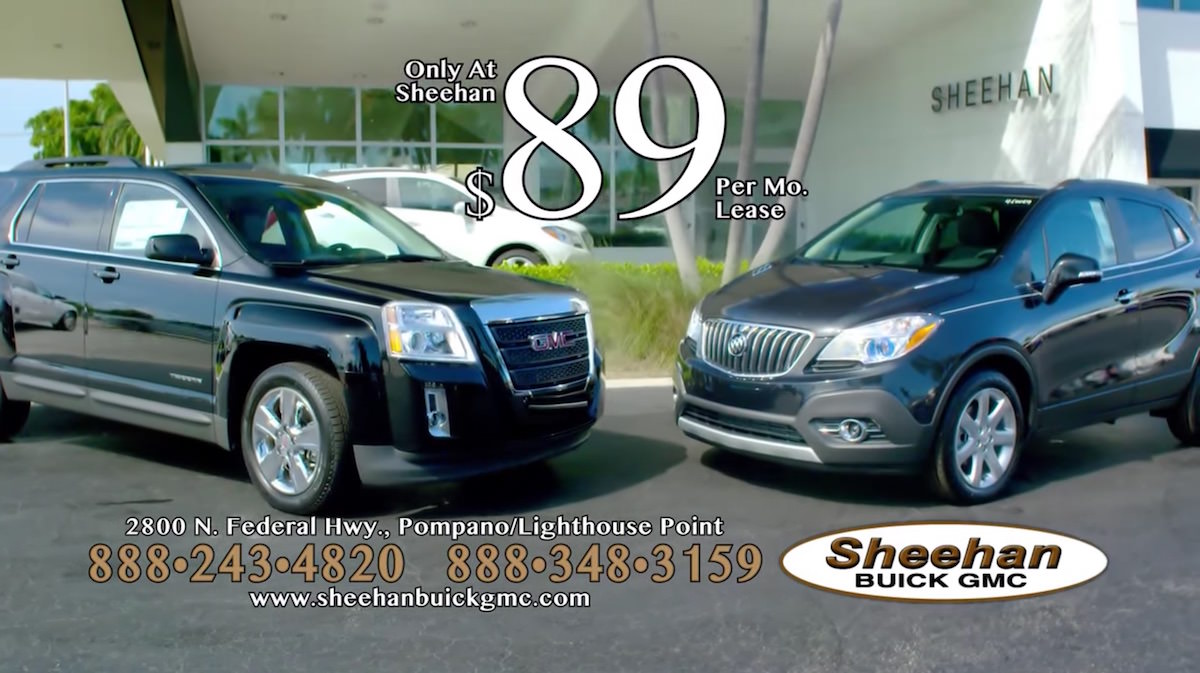 Only At
Sheehan
$89
Per Mo.
Lease
SHEEHAN
GMC
2800 N. Federal Hwy., Pompano/Lighthouse Point
888•243•4820 888•348•3159
www.sheehanbuickgmc.com
Sheehan
BUICK GMC